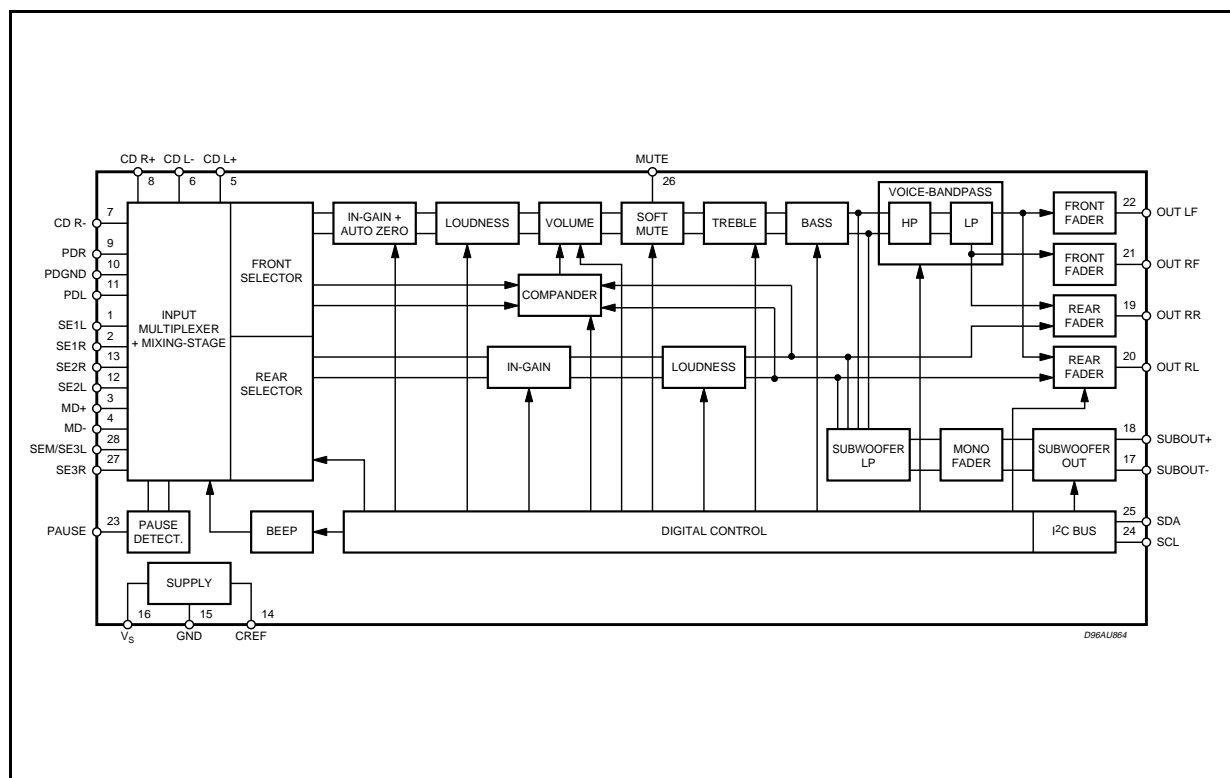 CD R+ CD L- CD L+
8 6 5
MUTE
26
CD R- 7
PDR 9
PDGND 10
PDL 11
SE1L 1
SE1R 2
SE2R 13
SE2L 12
MD+ 3
MD- 4
SEM/SE3L 28
SE3R 27
PAUSE 23
INPUT
MULTIPLEXER
+ MIXING-STAGE
FRONT
SELECTOR
REAR
SELECTOR
IN-GAIN +
AUTO ZERO
LOUDNESS
VOLUME
SOFT
MUTE
TREBLE
BASS
VOICE-BANDPASS
HP
LP
FRONT
FADER
22 OUT LF
FRONT
FADER
21 OUT RF
COMPANDER
REAR
FADER
19 OUT RR
IN-GAIN
LOUDNESS
REAR
FADER
20 OUT RL
SUBWOOFER
LP
MONO
FADER
SUBWOOFER
OUT
18 SUBOUT+
17 SUBOUT-
PAUSE
DETECT.
BEEP
DIGITAL CONTROL
I²C BUS
25 SDA
24 SCL
SUPPLY
16 15 14
VS GND CREF
D96AU864